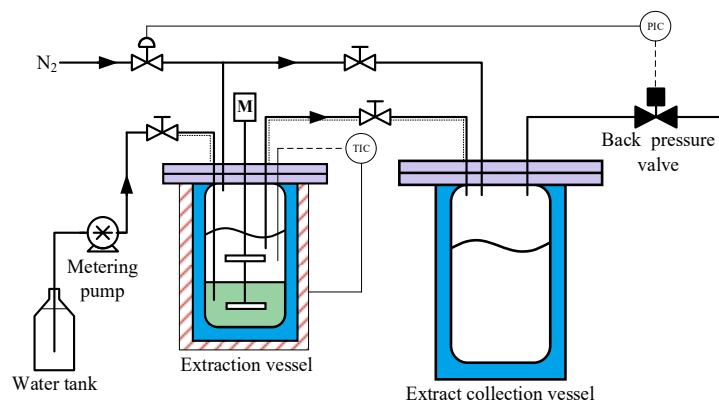 PIC
N2
M
Back pressure
valve
TIC
Metering
pump
Extraction vessel
Water tank
Extract collection vessel